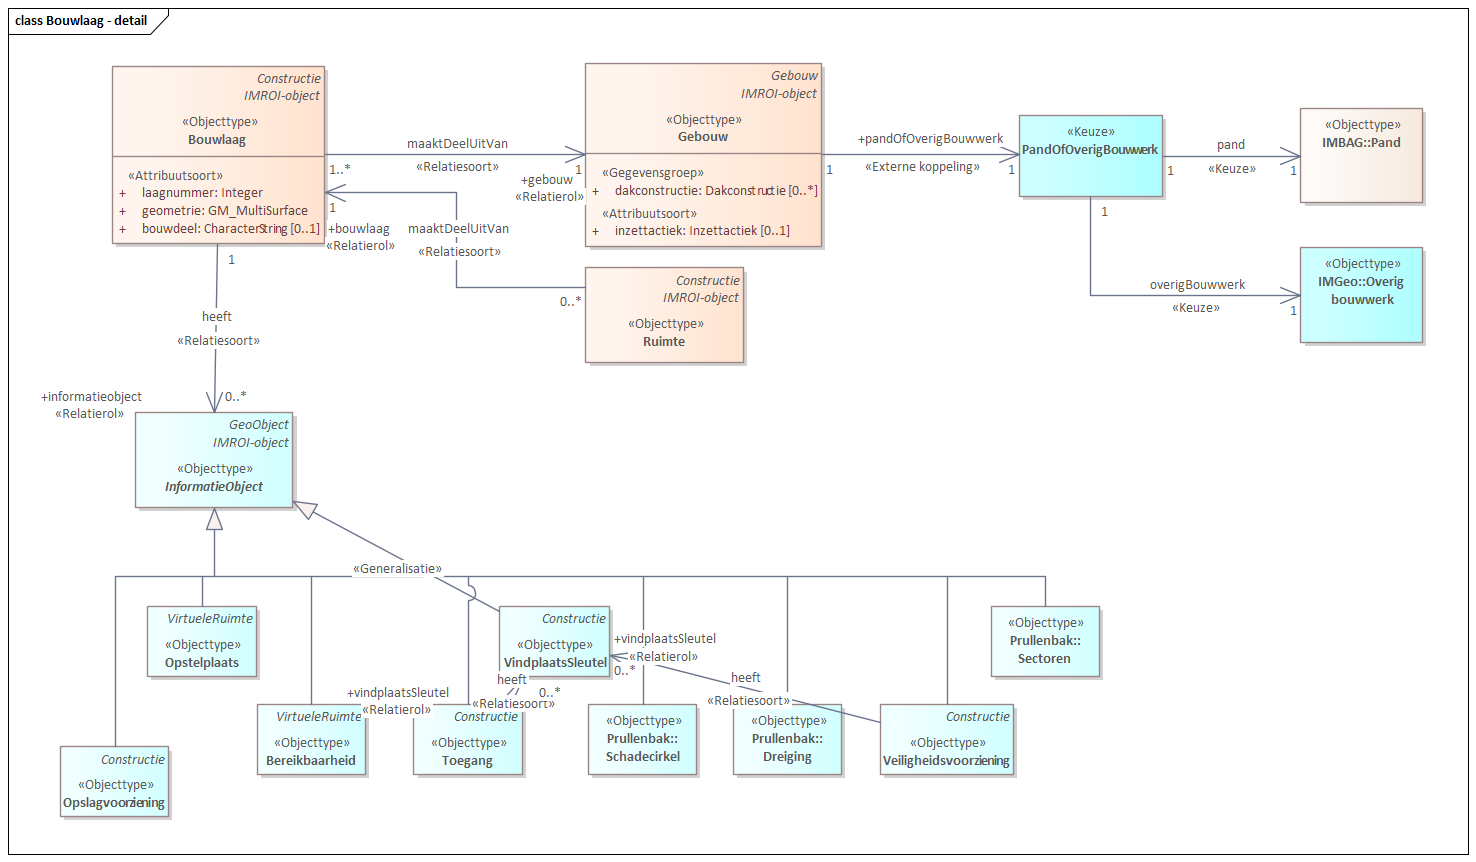 class Bouwlaag - detail
Constructie
IMROI-object
«Objecttype»
Bouwlaag
«Attribuutsoort»
+ laagnummer: Integer
+ geometrie: GM_MultiSurface
+ bouwdeel: CharacterString [0..1]
maaktDeelUitVan
«Relatiesoort»
1..*
1
+gebouw
«Relatierol»
Gebouw
IMROI-object
«Objecttype»
Gebouw
«Gegevensgroep»
+ dakconstructie: Dakconstructie [0..*]
«Attribuutsoort»
+ inzettactiek: Inzettactiek [0..1]
+pandOfOverigBouwwerk
«Externe koppeling»
1
1
«Keuze»
PandOfOverigBouwwerk
pand
«Keuze»
1
1
«Objecttype»
IMBAG::Pand
1
overigBouwwerk
«Keuze»
1
«Objecttype»
IMGeo::Overig
bouwwerk
1
+bouwlaag
«Relatierol»
maaktDeelUitVan
«Relatiesoort»
0..*
Constructie
IMROI-object
«Objecttype»
Ruimte
1
heeft
«Relatiesoort»
+informatieobject
«Relatierol»
0..*
GeoObject
IMROI-object
«Objecttype»
InformatieObject
«Generalisatie»
VirtueleRuimte
«Objecttype»
Opstelplaats
Constructie
«Objecttype»
VindplaatsSleutel
+vindplaatsSleutel
«Relatierol»
0..*
heeft
«Relatiesoort»
«Objecttype»
Prullenbak::
Sectoren
heeft
«Relatiesoort»
0..*
+vindplaatsSleutel
«Relatierol»
VirtueleRuimte
«Objecttype»
Bereikbaarheid
Constructie
«Objecttype»
Toegang
«Objecttype»
Prullenbak::
Schadecirkel
«Objecttype»
Prullenbak::
Dreiging
Constructie
«Objecttype»
Veiligheidsvoorziening
Constructie
«Objecttype»
Opslagvoorziening